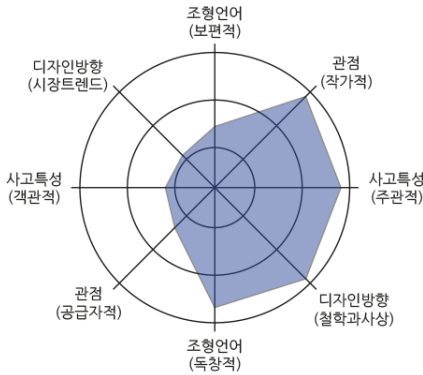 조형언어
(보편적)
디자인방향
(시장트렌드)
관점
(작가적)
사고특성
(객관적)
사고특성
(주관적)
관점
(공급자적)
디자인방향
(철학과사상)
조형언어
(독창적)